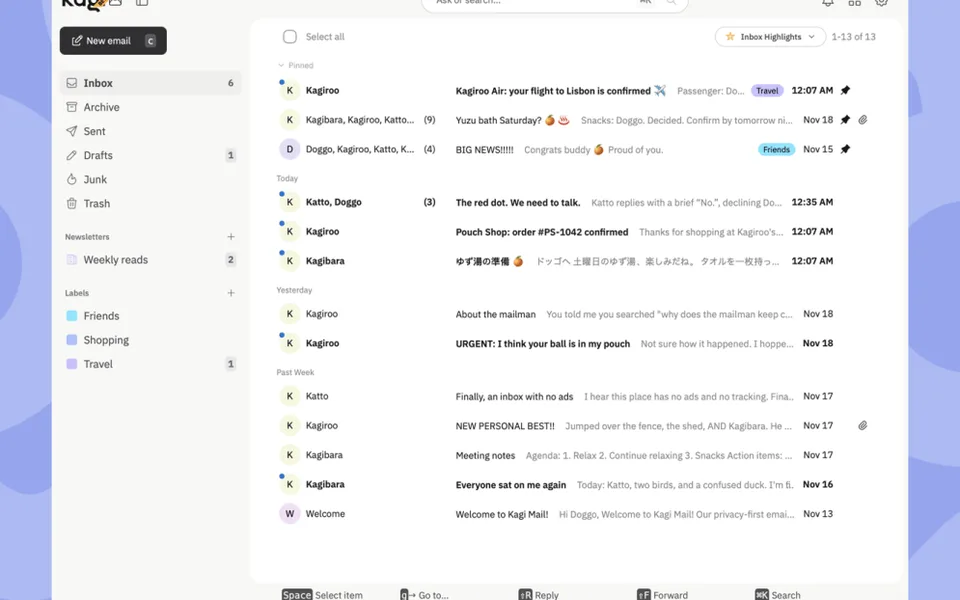 Kagi
Ask or search... ⌘K
New email C
Select all
Inbox Highlights
1-13 of 13
Inbox 6
Archive
Sent
Drafts 1
Junk
Trash
Newsletters +
Weekly reads 2
Labels +
Friends
Shopping
Travel 1
Pinned
K Kagiroo Kagiroo Air: your flight to Lisbon is confirmed ✈️ Passenger: Do... Travel 12:07 AM
K Kagibara, Kagiroo, Katto... (9) Yuzu bath Saturday? 🍊 ♨️ Snacks: Doggo. Decided. Confirm by tomorrow ni... Nov 18
D Doggo, Kagiroo, Katto, K... (4) BIG NEWS!!!!! Congrats buddy 🍊 Proud of you. Friends Nov 15
Today
K Katto, Doggo (3) The red dot. We need to talk. Katto replies with a brief “No.”, declining Do... 12:35 AM
K Kagiroo Pouch Shop: order #PS-1042 confirmed Thanks for shopping at Kagiroo's... 12:07 AM
K Kagibara ゆず湯の準備 🍊 ドッゴへ 土曜日のゆず湯、楽しみだね。 タオルを一枚持っ... 12:07 AM
Yesterday
K Kagiroo About the mailman You told me you searched "why does the mailman keep c... Nov 18
K Kagiroo URGENT: I think your ball is in my pouch Not sure how it happened. I hoppe... Nov 18
Past Week
K Katto Finally, an inbox with no ads I hear this place has no ads and no tracking. Fina... Nov 17
K Kagiroo NEW PERSONAL BEST!! Jumped over the fence, the shed, AND Kagibara. He ... Nov 17
K Kagibara Meeting notes Agenda: 1. Relax 2. Continue relaxing 3. Snacks Action items: ... Nov 17
K Kagibara Everyone sat on me again Today: Katto, two birds, and a confused duck. I'm fi... Nov 16
W Welcome Welcome to Kagi Mail! Hi Doggo, Welcome to Kagi Mail! Our privacy-first emai... Nov 13
Space Select item g→ Go to... ⇧R Reply ⇧F Forward ⌘K Search